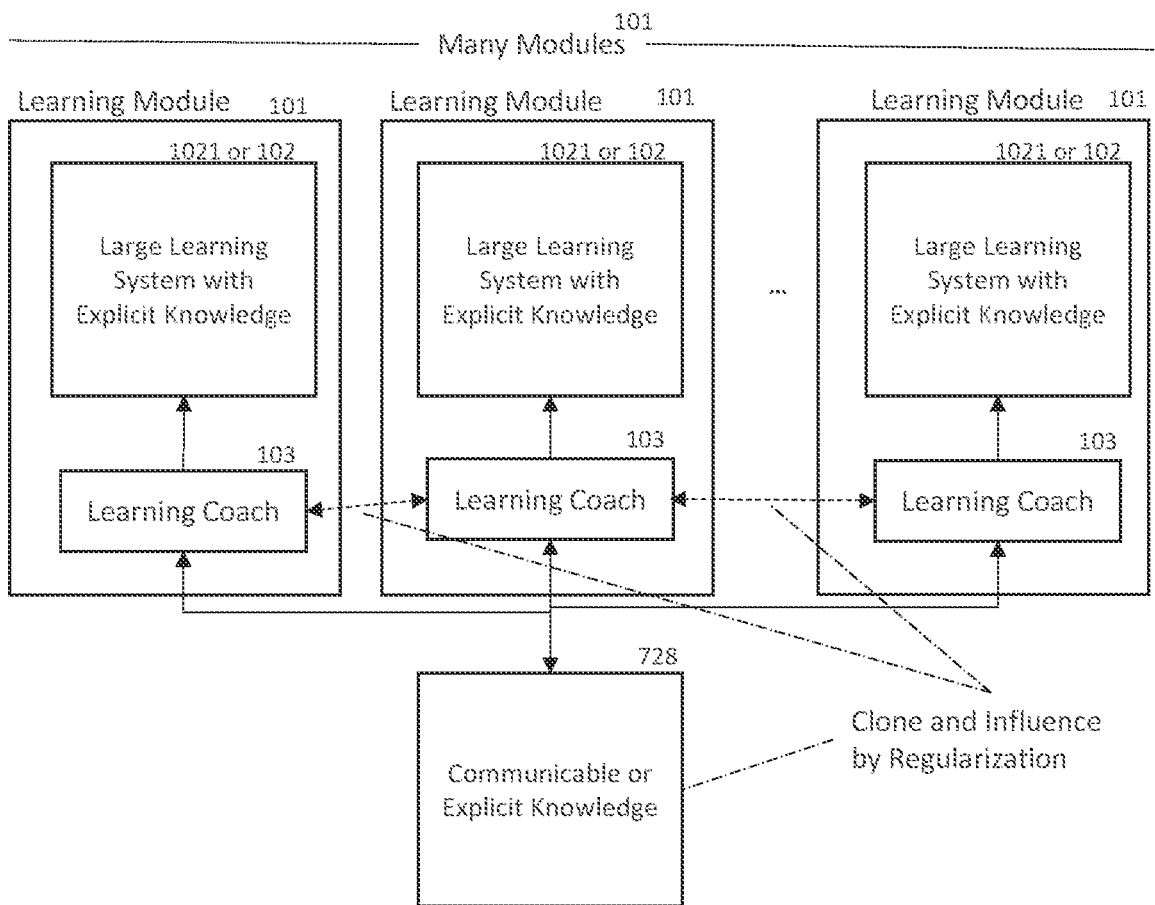 101
Many Modules
Learning Module 101
Learning Module 101
Learning Module 101
1021 or 102
1021 or 102
1021 or 102
Large Learning
System with
Explicit Knowledge
Large Learning
System with
Explicit Knowledge
...
Large Learning
System with
Explicit Knowledge
103
Learning Coach
103
Learning Coach
103
Learning Coach
728
Communicable or
Explicit Knowledge
Clone and Influence
by Regularization